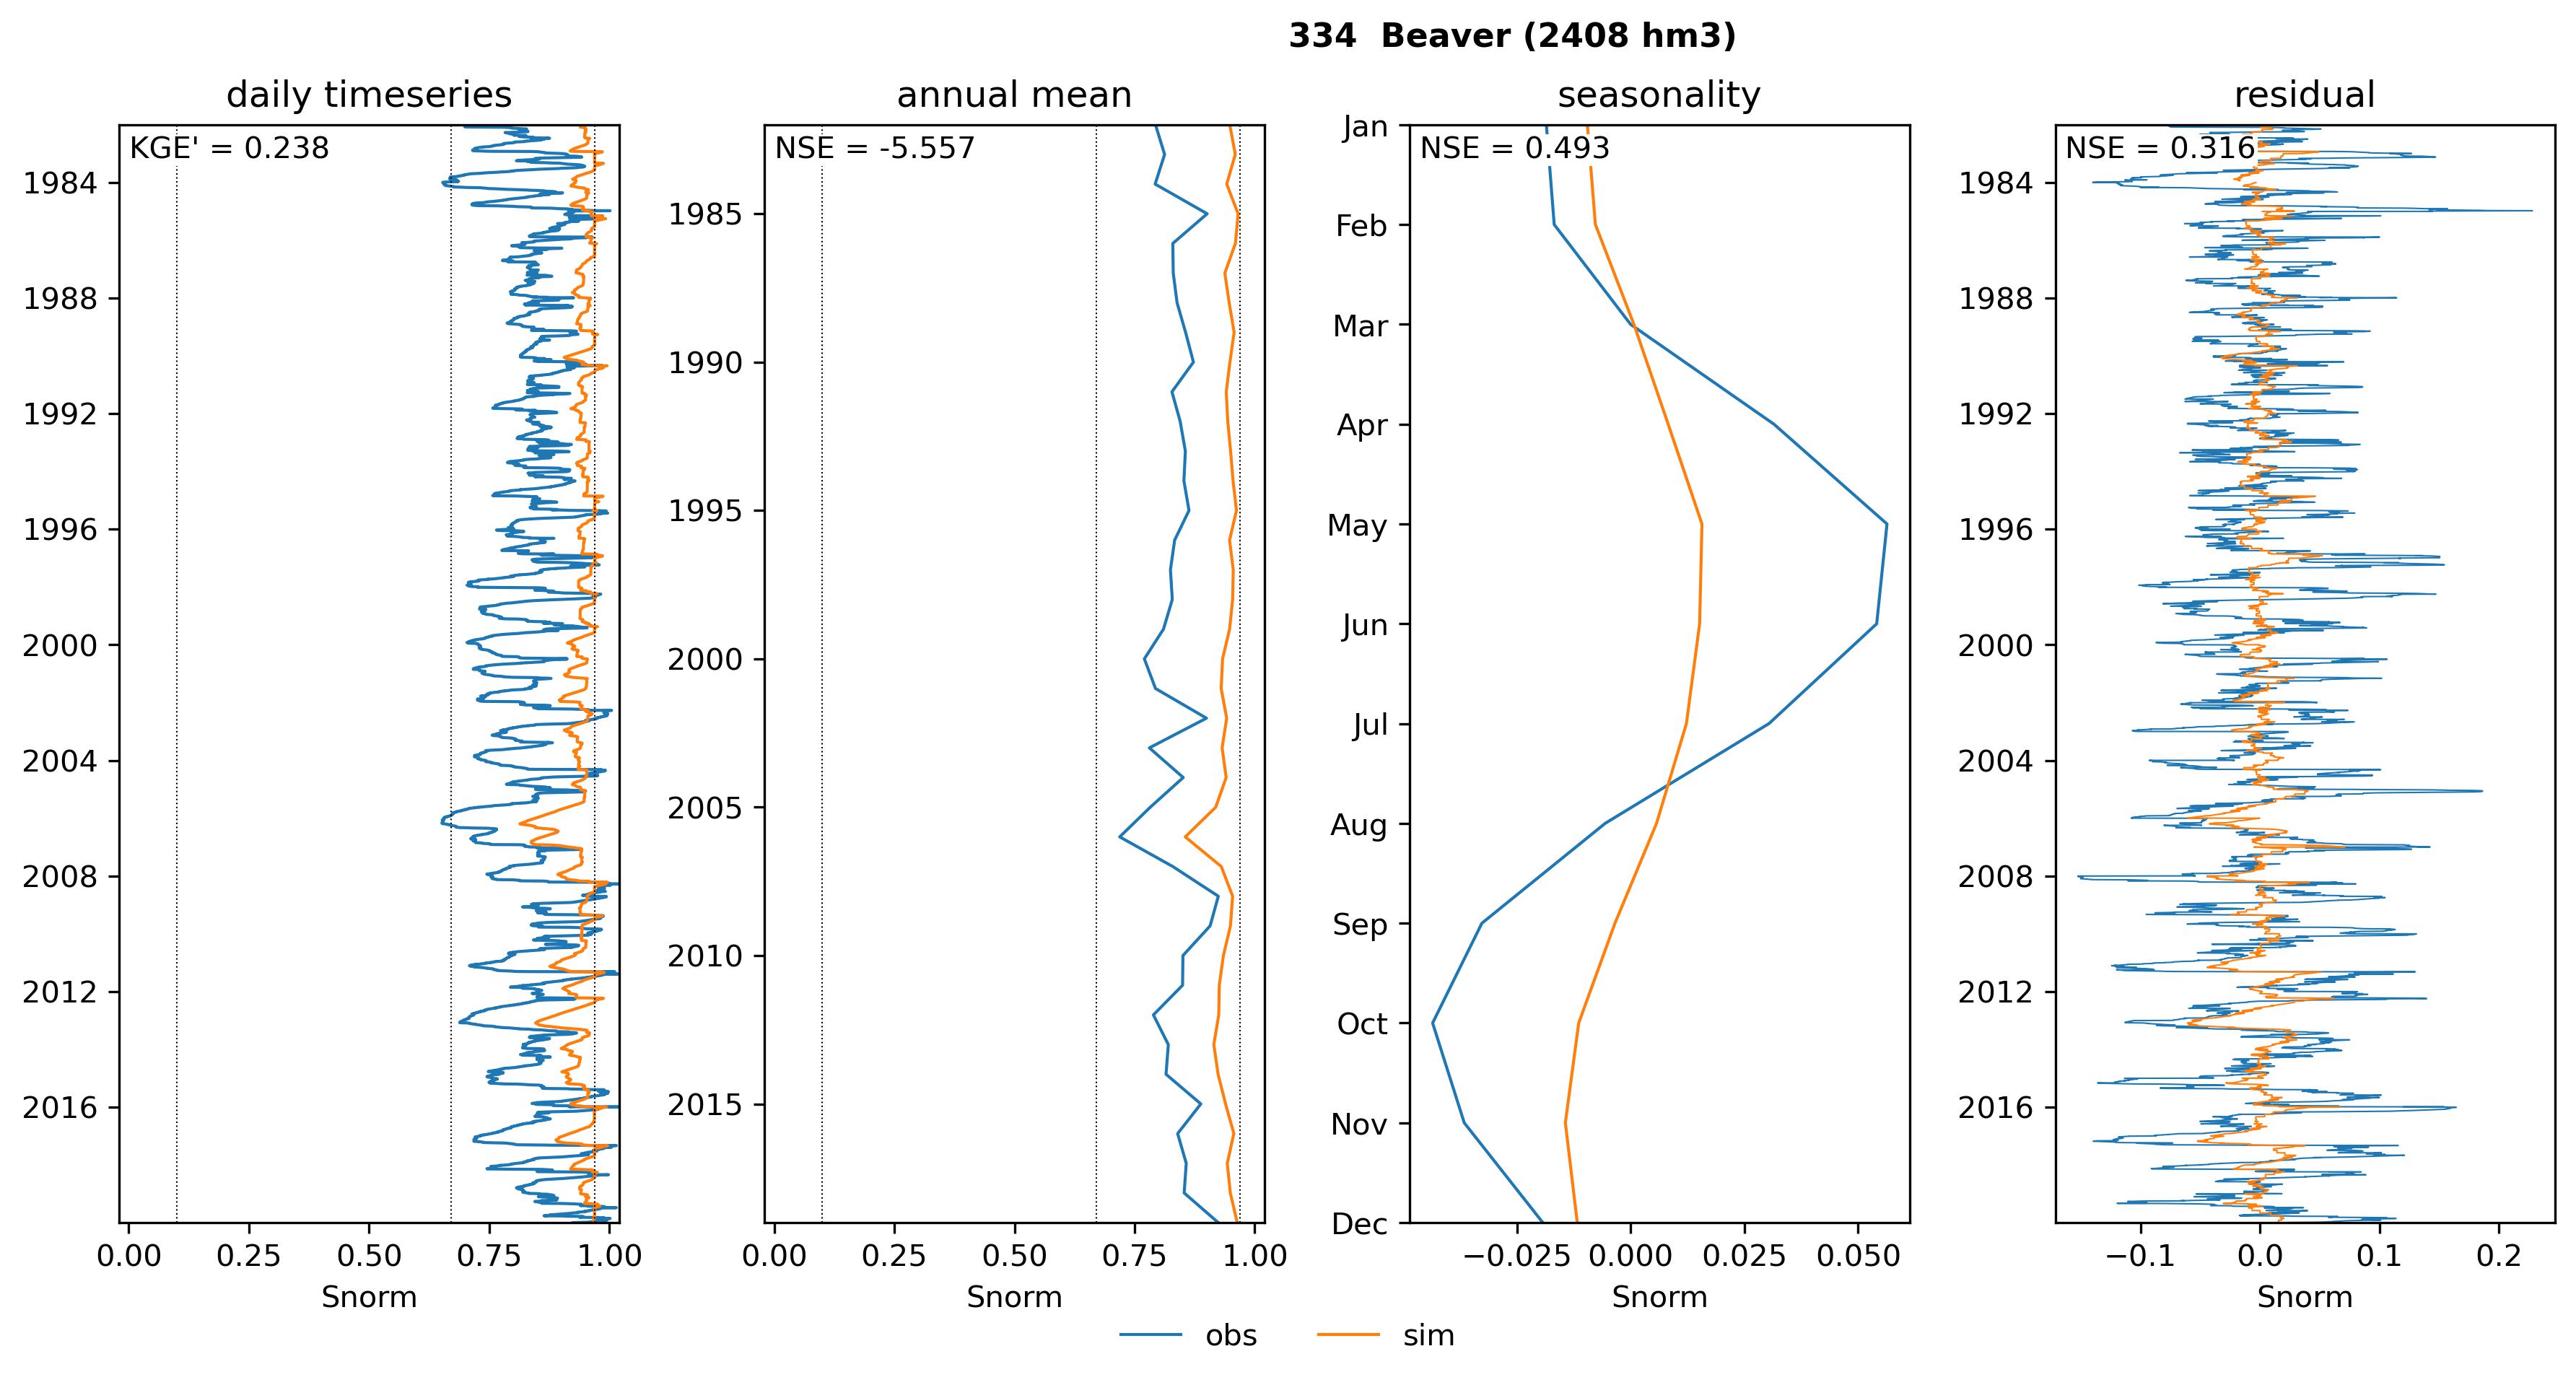 334  Beaver (2408 hm3)
daily timeseries
KGE' = 0.238
1984
1988
1992
1996
2000
2004
2008
2012
2016
0.00 0.25 0.50 0.75 1.00
Snorm
annual mean
NSE = -5.557
1985
1990
1995
2000
2005
2010
2015
0.00 0.25 0.50 0.75 1.00
Snorm
seasonality
NSE = 0.493
Jan
Feb
Mar
Apr
May
Jun
Jul
Aug
Sep
Oct
Nov
Dec
−0.025 0.000 0.025 0.050
Snorm
residual
NSE = 0.316
1984
1988
1992
1996
2000
2004
2008
2012
2016
−0.1 0.0 0.1 0.2
Snorm
obs sim